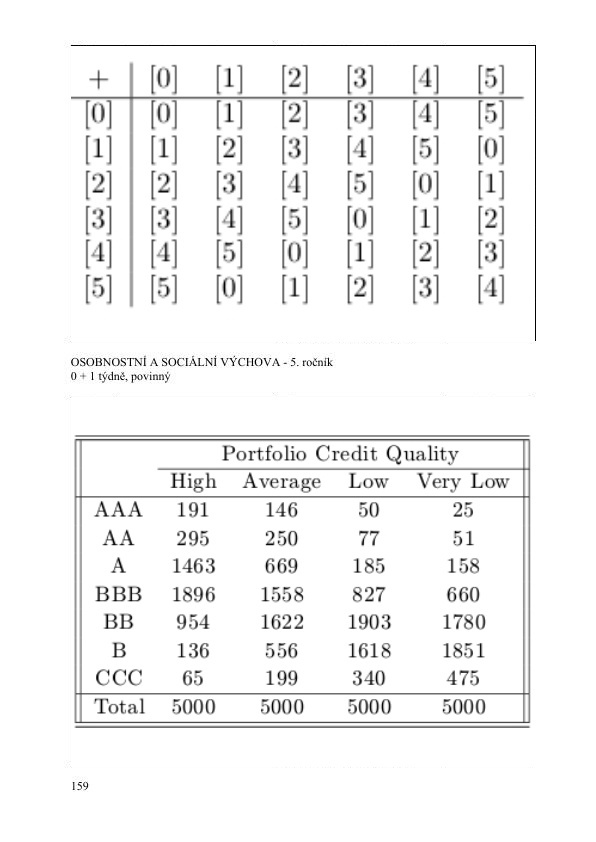 + [0] [1] [2] [3] [4] [5]
[0] [0] [1] [2] [3] [4] [5]
[1] [1] [2] [3] [4] [5] [0]
[2] [2] [3] [4] [5] [0] [1]
[3] [3] [4] [5] [0] [1] [2]
[4] [4] [5] [0] [1] [2] [3]
[5] [5] [0] [1] [2] [3] [4]
OSOBNOSTNÍ A SOCIÁLNÍ VÝCHOVA - 5. ročník
0 + 1 týdně, povinný
Portfolio Credit Quality
High Average Low Very Low
AAA 191 146 50 25
AA 295 250 77 51
A 1463 669 185 158
BBB 1896 1558 827 660
BB 954 1622 1903 1780
B 136 556 1618 1851
CCC 65 199 340 475
Total 5000 5000 5000 5000
159